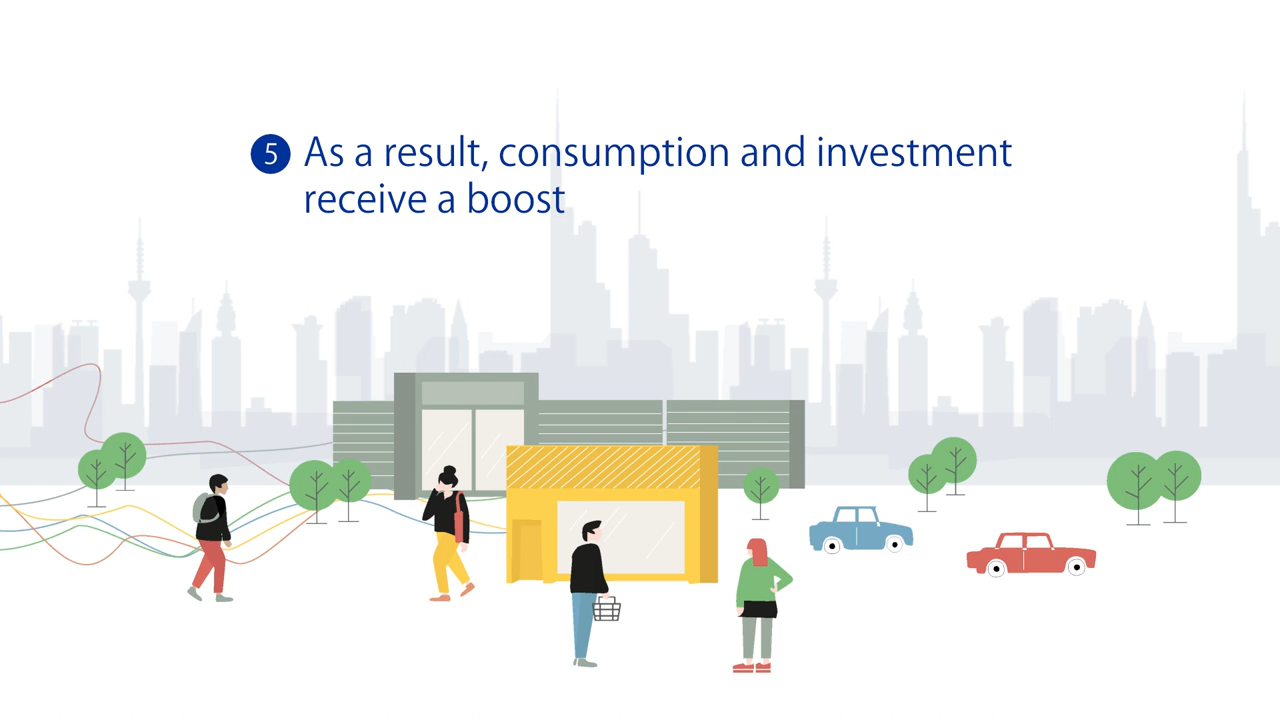 5 As a result, consumption and investment
receive a boost